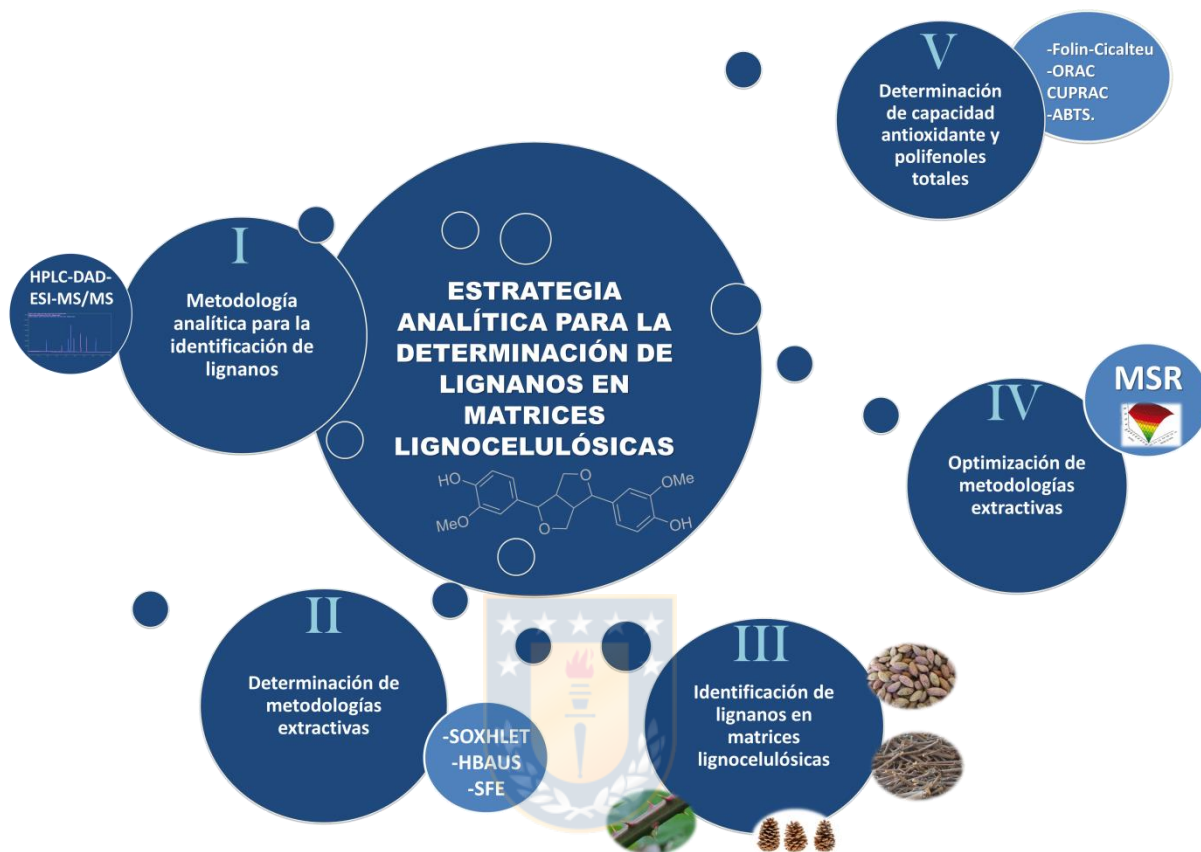 ESTRATEGIA
ANALÍTICA PARA LA
DETERMINACIÓN DE
LIGNANOS EN
MATRICES
LIGNOCELULÓSICAS
HO
MeO
O
O
OMe
OH
I
Metodología
analítica para la
identificación de
lignanos
HPLC-DAD-
ESI-MS/MS
II
Determinación de
metodologías
extractivas
-SOXHLET
-HBAUS
-SFE
III
Identificación de
lignanos en
matrices
lignocelulósicas
IV
Optimización de
metodologías
extractivas
MSR
V
Determinación
de capacidad
antioxidante y
polifenoles
totales
-Folin-Cicalteu
-ORAC
CUPRAC
-ABTS.